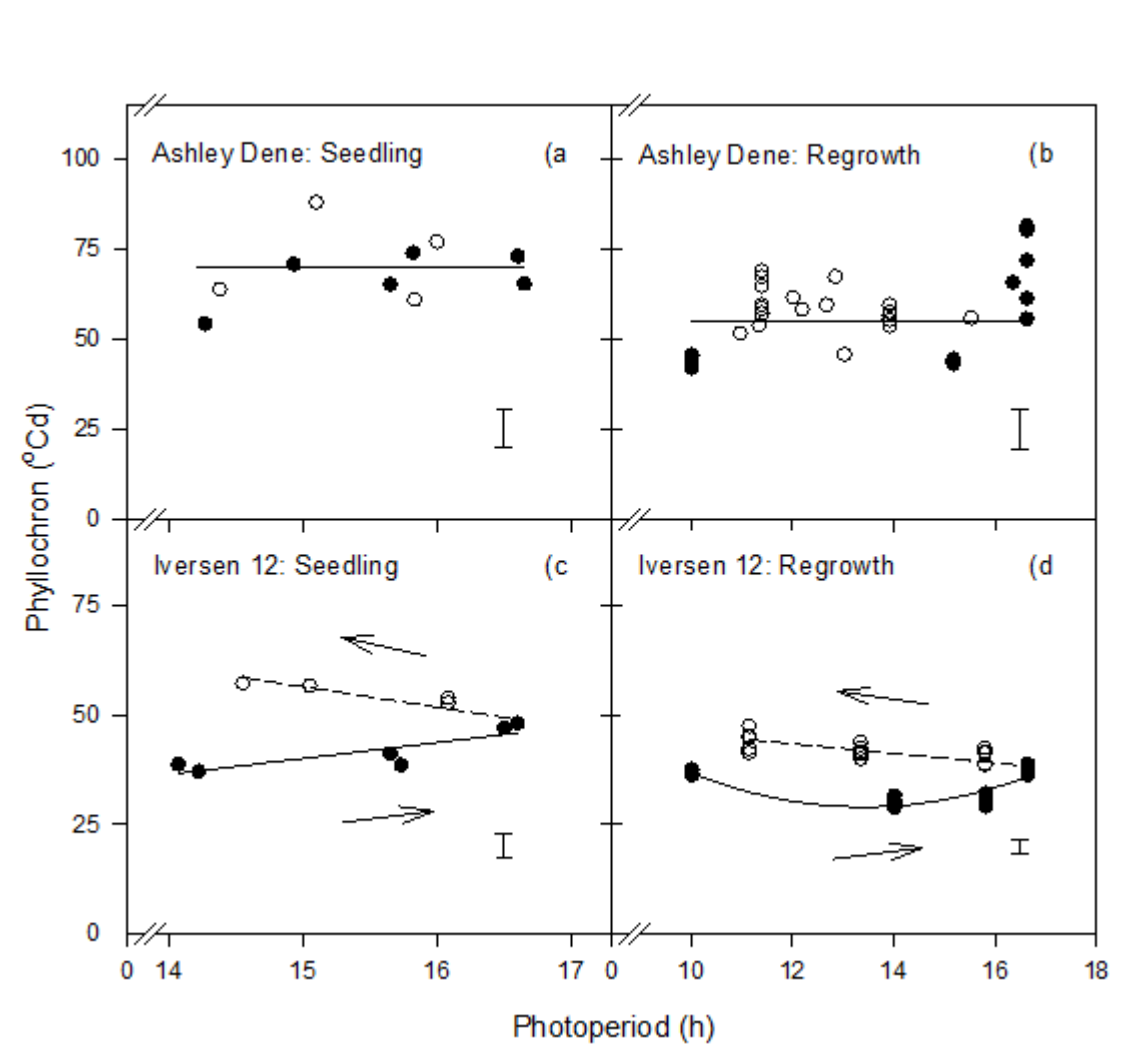 Ashley Dene: Seedling (a
Ashley Dene: Regrowth (b
100
75
50
25
0
Iversen 12: Seedling (c
Iversen 12: Regrowth (d
75
50
25
0
0 14 15 16 17 0 10 12 14 16 18
Phyllochron (ºCd)
Photoperiod (h)